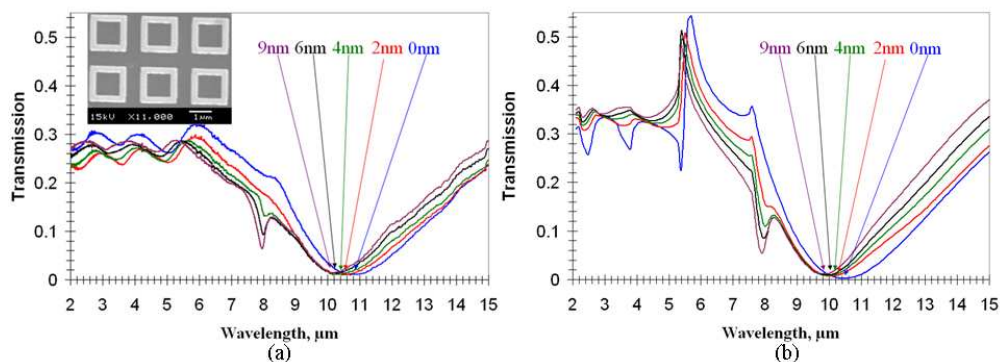 0.5
0.4
0.3
0.2
0.1
0
Transmission
15kV X11,000 1µm
9nm 6nm 4nm 2nm 0nm
2 3 4 5 6 7 8 9 10 11 12 13 14 15
Wavelength, µm
(a)
0.5
0.4
0.3
0.2
0.1
0
Transmission
9nm 6nm 4nm 2nm 0nm
2 3 4 5 6 7 8 9 10 11 12 13 14 15
Wavelength, µm
(b)